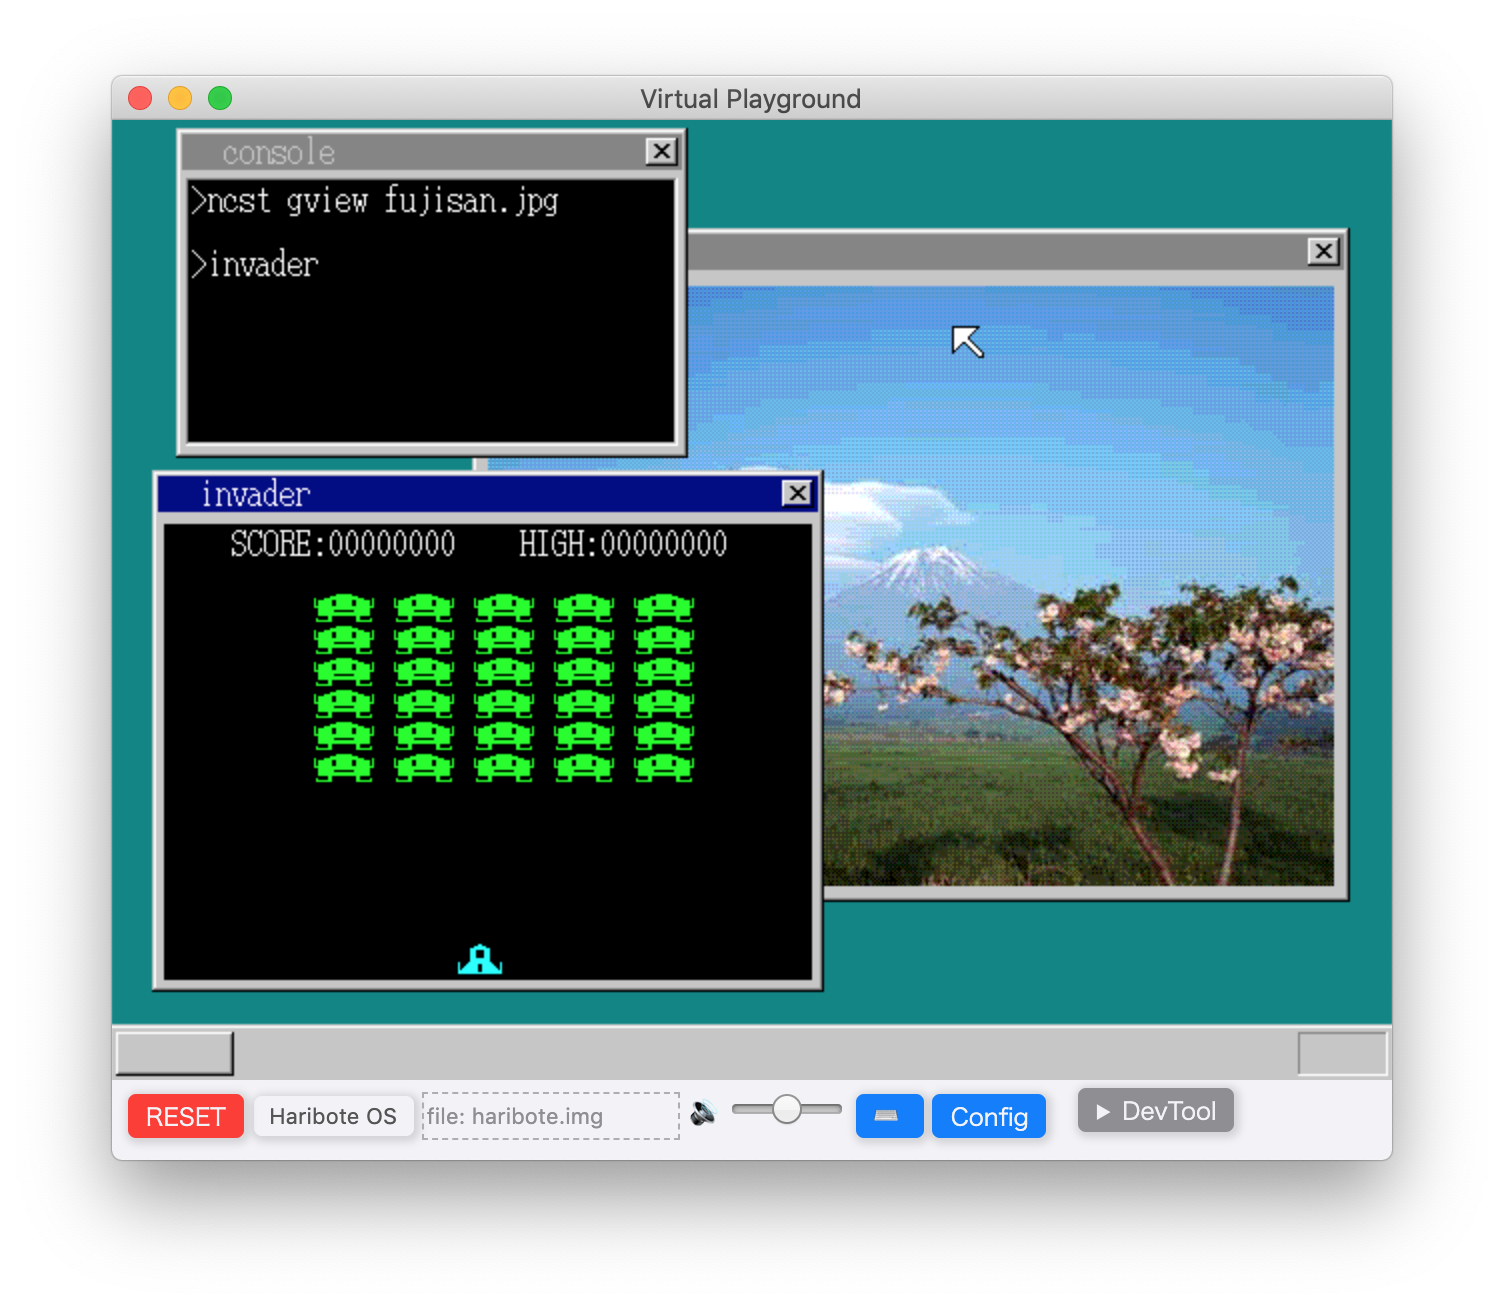 Virtual Playground
console
>ncst gview fujisan.jpg
>invader
invader
SCORE:00000000 HIGH:00000000
RESET
Haribote OS
file: haribote.img
Config
▶ DevTool